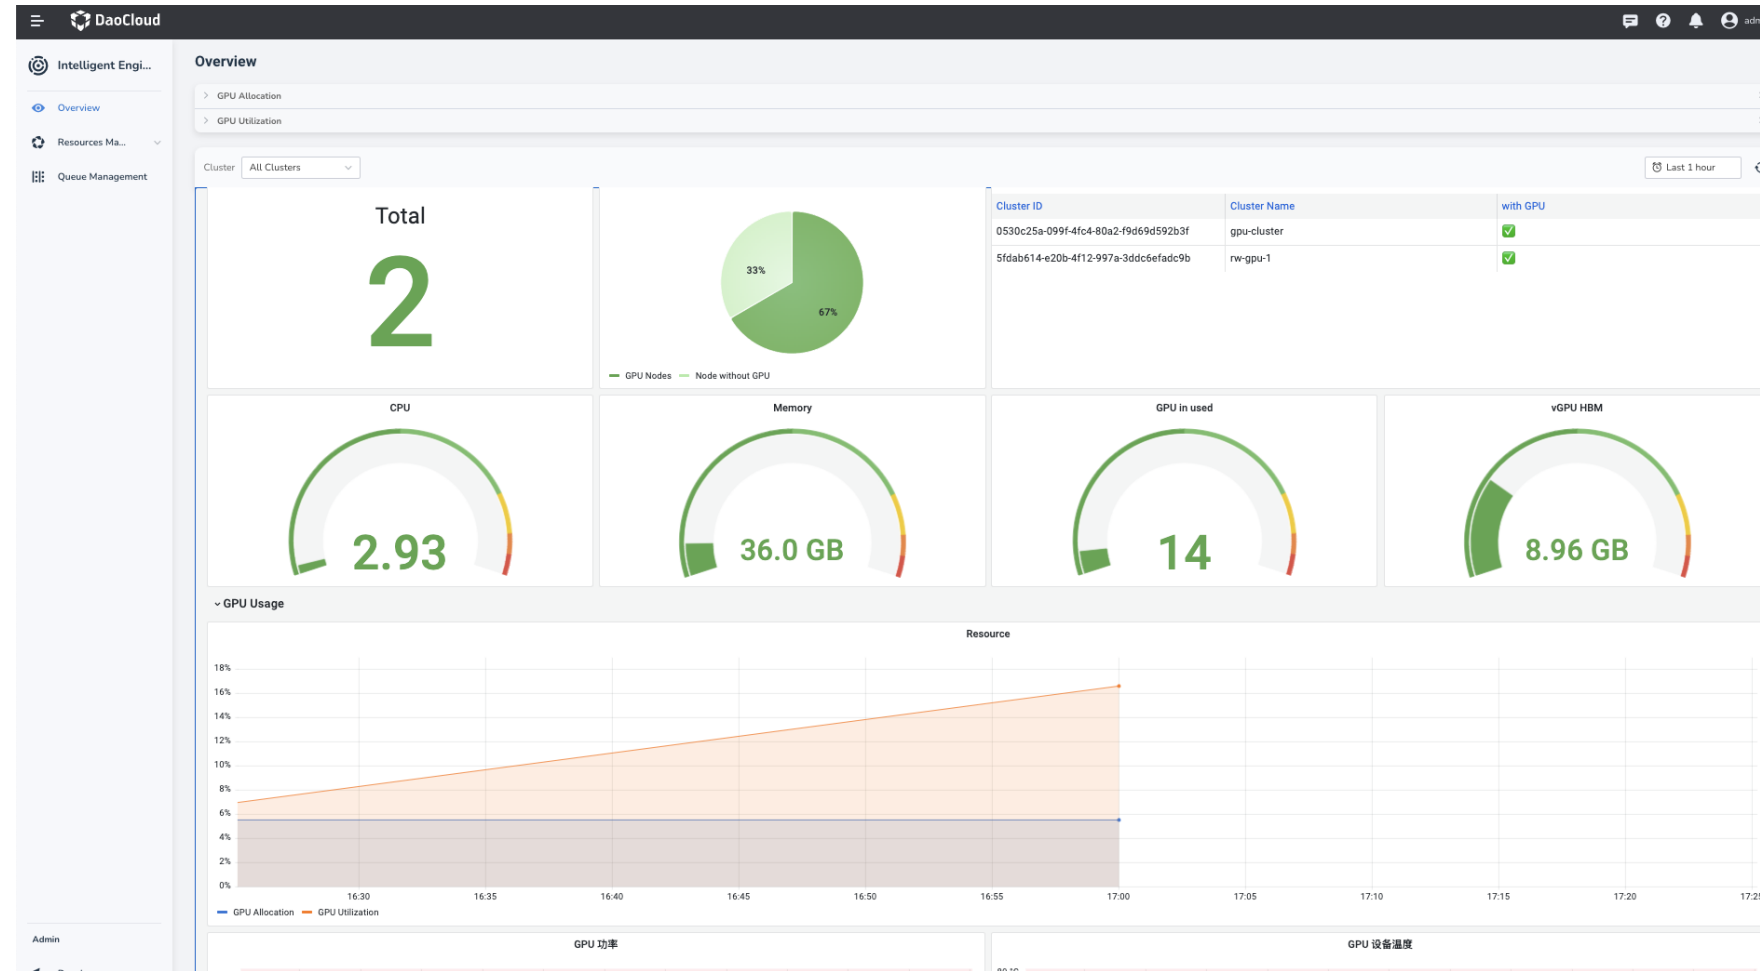 DaoCloud
adm
Intelligent Engi...
Overview
Resources Ma...
Queue Management
Overview
GPU Allocation
GPU Utilization
Cluster
All Clusters
Last 1 hour
Total
2
33%
67%
GPU Nodes
Node without GPU
Cluster ID
Cluster Name
with GPU
0530c25a-099f-4fc4-80a2-f9d69d592b3f
gpu-cluster
5fdab614-e20b-4f12-997a-3ddc6efadc9b
rw-gpu-1
CPU
2.93
Memory
36.0 GB
GPU in used
14
vGPU HBM
8.96 GB
GPU Usage
Resource
18%
16%
14%
12%
10%
8%
6%
4%
2%
0%
16:30
16:35
16:40
16:45
16:50
16:55
17:00
17:05
17:10
17:15
17:20
17:25
GPU Allocation
GPU Utilization
Admin
GPU 功率
GPU 设备温度